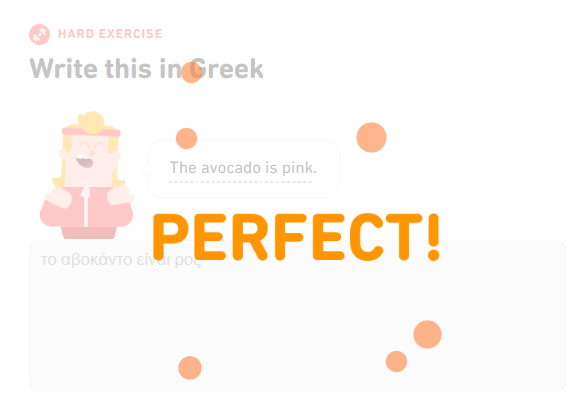 HARD EXERCISE
Write this in Greek
The avocado is pink.
PERFECT!
το αβοκάντο είναι ροζ